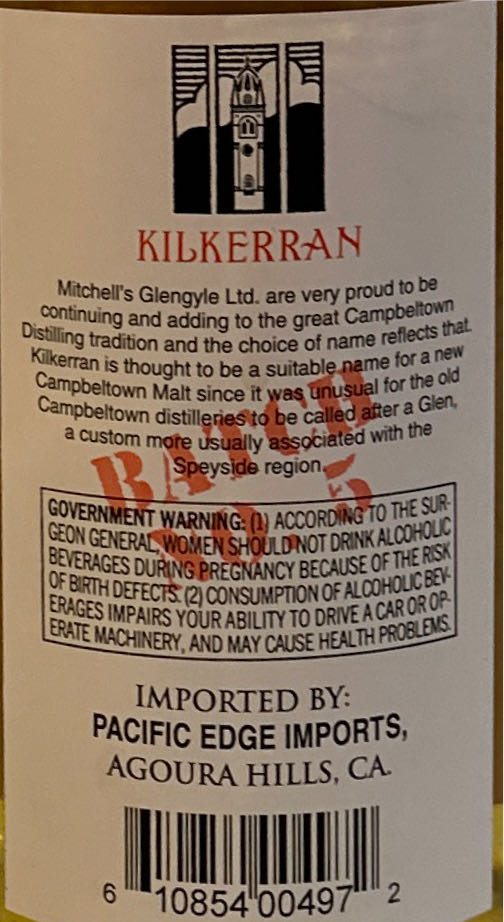 KILKERRAN
Mitchell's Glengyle Ltd. are very proud to be
continuing and adding to the great Campbeltown
Distilling tradition and the choice of name reflects that.
Kilkerran is thought to be a suitable name for a new
Campbeltown Malt since it was unusual for the old
Campbeltown distilleries to be called after a Glen,
a custom more usually associated with the
Speyside region.
BATCH
NO. 5
GOVERNMENT WARNING: (1) ACCORDING TO THE SUR-
GEON GENERAL, WOMEN SHOULD NOT DRINK ALCOHOLIC
BEVERAGES DURING PREGNANCY BECAUSE OF THE RISK
OF BIRTH DEFECTS. (2) CONSUMPTION OF ALCOHOLIC BEV-
ERAGES IMPAIRS YOUR ABILITY TO DRIVE A CAR OR OP-
ERATE MACHINERY, AND MAY CAUSE HEALTH PROBLEMS.
IMPORTED BY:
PACIFIC EDGE IMPORTS,
AGOURA HILLS, CA.
6 10854 00497 2